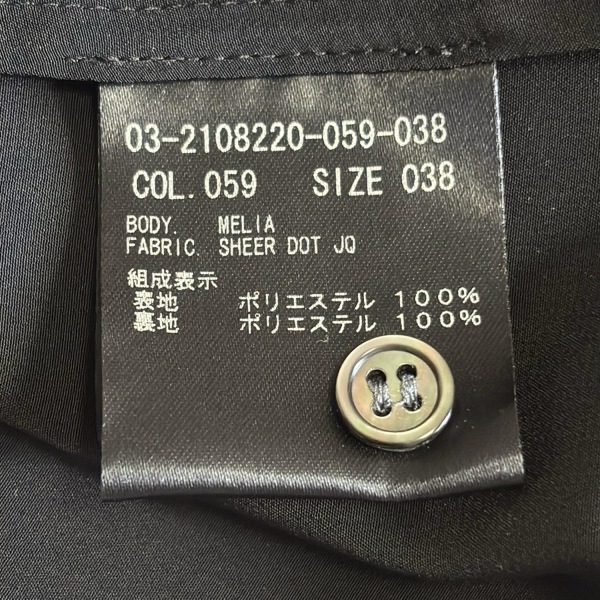 03-2108220-059-038
COL. 059 SIZE 038
BODY. MELIA
FABRIC. SHEER DOT JQ
組成表示
表地 ポリエステル 100%
裏地 ポリエステル 100%